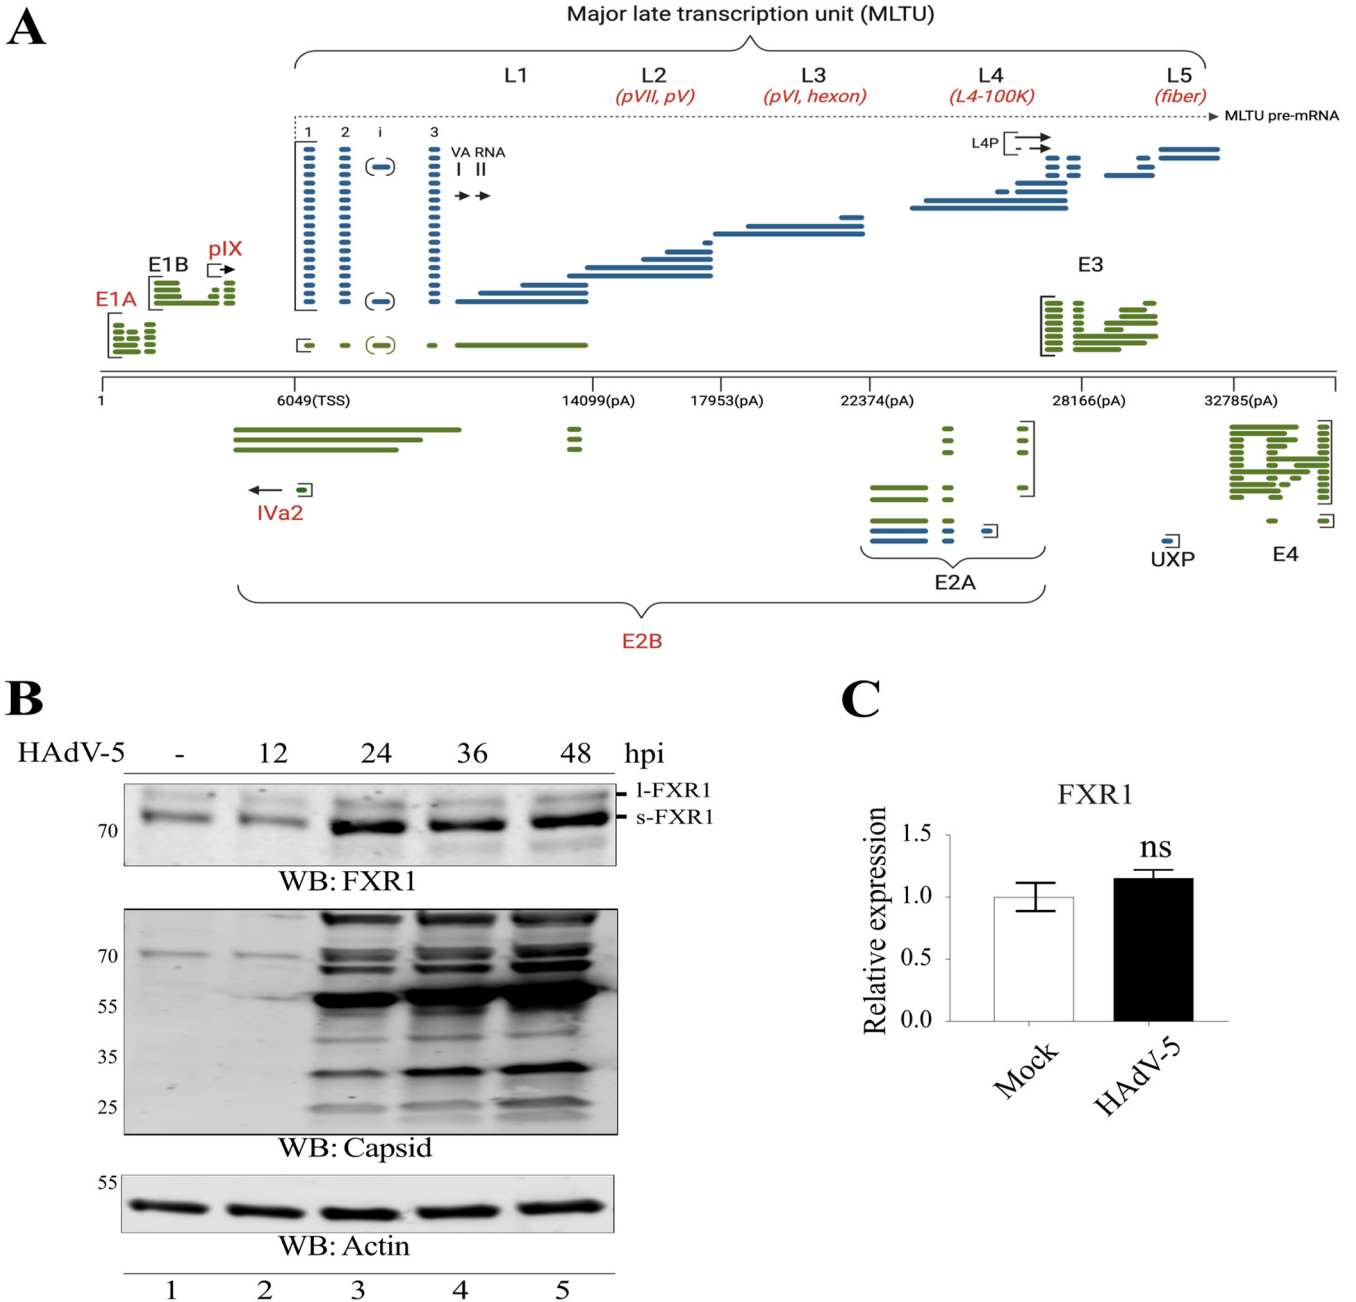 A
Major late transcription unit (MLTU)
L1 L2 L3 L4 L5
(pVII, pV) (pVI, hexon) (L4-100K) (fiber)
MLTU pre-mRNA
1 2 i 3
L4P
VA RNA
I II
pIX
E1B
E3
E1A
1 6049(TSS) 14099(pA) 17953(pA) 22374(pA) 28166(pA) 32785(pA)
IVa2
UXP
E4
E2A
E2B
B
HAdV-5 - 12 24 36 48 hpi
l-FXR1
s-FXR1
70
WB: FXR1
70
55
35
25
WB: Capsid
55
WB: Actin
1 2 3 4 5
C
FXR1
Relative expression
1.5
1.0
0.5
0.0
ns
Mock
HAdV-5